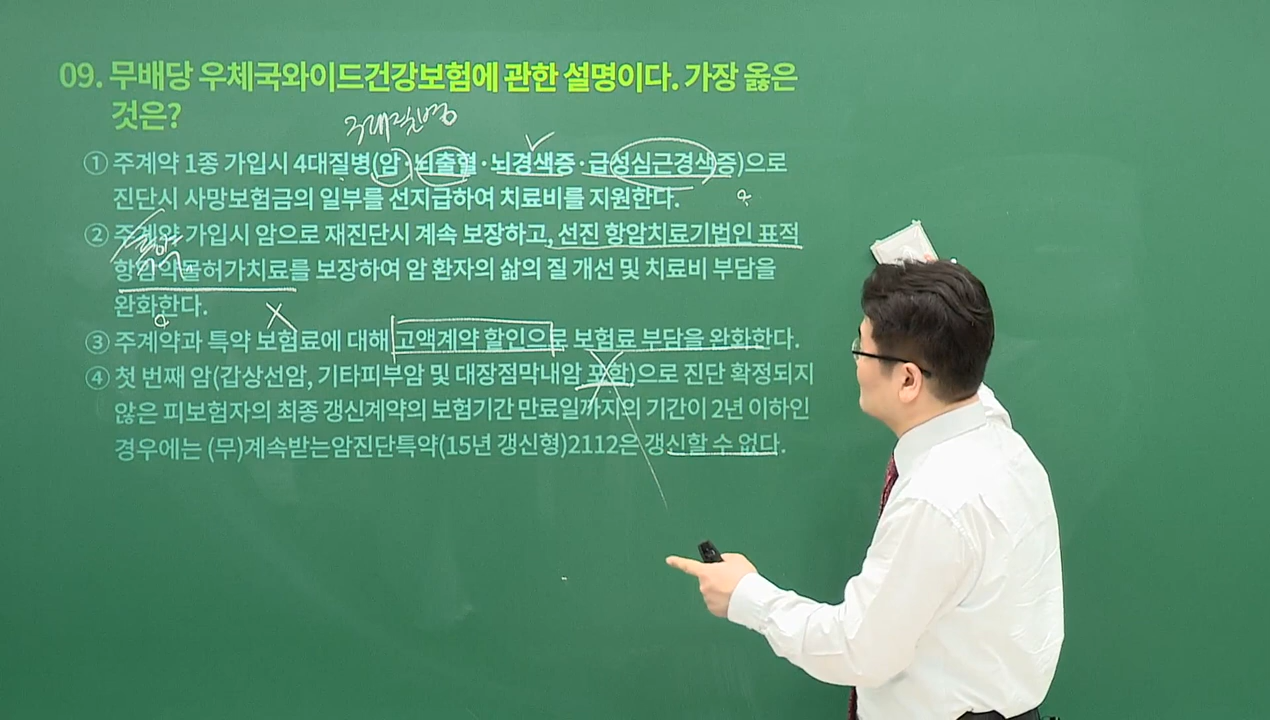 09. 무배당 우체국와이드건강보험에 관한 설명이다. 가장 옳은
것은?
3대질병
① 주계약 1종 가입시 4대질병(암·뇌출혈·뇌경색증·급성심근경색증)으로
진단시 사망보험금의 일부를 선지급하여 치료비를 지원한다.
특약
② 주계약 가입시 암으로 재진단시 계속 보장하고, 선진 항암치료기법인 표적
항암약물허가치료를 보장하여 암 환자의 삶의 질 개선 및 치료비 부담을
완화한다.
③ 주계약과 특약 보험료에 대해 고액계약 할인으로 보험료 부담을 완화한다.
④ 첫 번째 암(갑상선암, 기타피부암 및 대장점막내암 포함)으로 진단 확정되지
않은 피보험자의 최종 갱신계약의 보험기간 만료일까지의 기간이 2년 이하인
경우에는 (무)계속받는암진단특약(15년 갱신형)2112은 갱신할 수 없다.